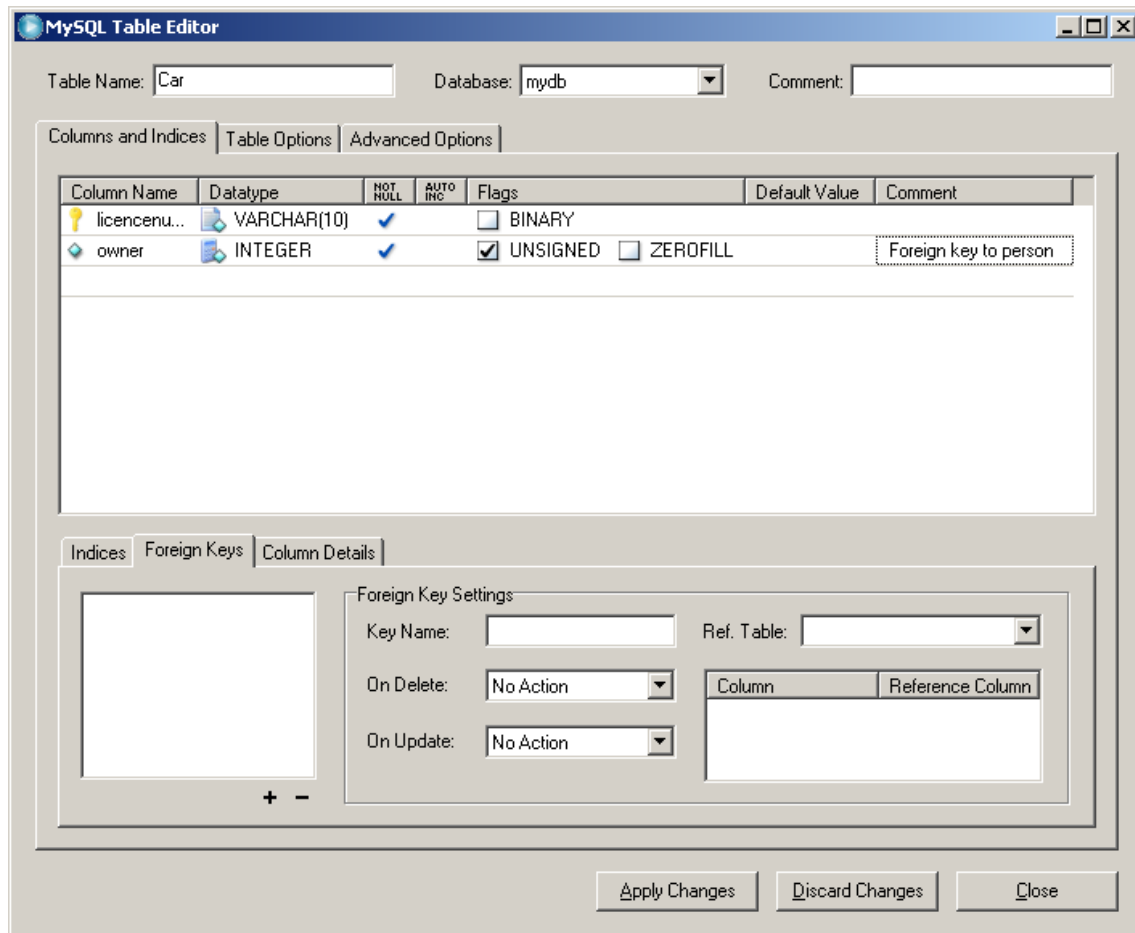 MySQL Table Editor
Table Name: Car Database: mydb Comment:
Columns and Indices Table Options Advanced Options
Column Name Datatype NOT NULL AUTO INC Flags Default Value Comment
licencenu... VARCHAR(10) BINARY
owner INTEGER UNSIGNED ZEROFILL Foreign key to person
Indices Foreign Keys Column Details
Foreign Key Settings
Key Name: Ref. Table:
On Delete: No Action Column Reference Column
On Update: No Action
+ −
Apply Changes Discard Changes Close